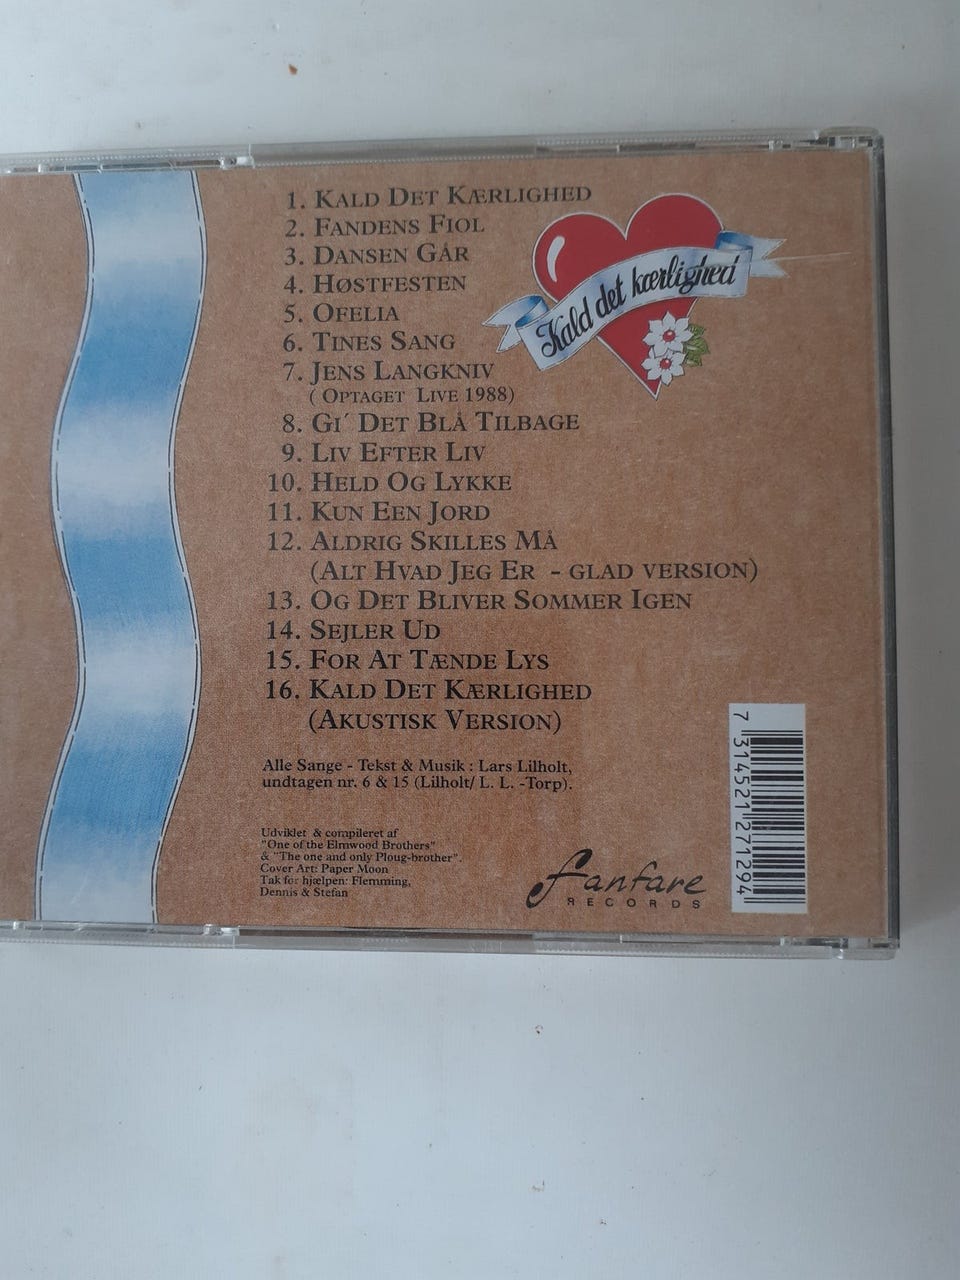 1. Kald Det Kærlighed
2. Fandens Fiol
3. Dansen Går
4. Høstfesten
5. Ofelia
6. Tines Sang
7. Jens Langkniv
( Optaget Live 1988)
8. Gi´ Det Blå Tilbage
9. Liv Efter Liv
10. Held Og Lykke
11. Kun Een Jord
12. Aldrig Skilles Må
(Alt Hvad Jeg Er - glad version)
13. Og Det Bliver Sommer Igen
14. Sejler Ud
15. For At Tænde Lys
16. Kald Det Kærlighed
(Akustisk Version)
Kald det kærlighed
Alle Sange - Tekst & Musik : Lars Lilholt,
undtagen nr. 6 & 15 (Lilholt/ L. L. -Torp).
Udviklet & compileret af
"One of the Elmwood Brothers"
& "The one and only Ploug-brother".
Cover Art: Paper Moon
Tak for hjælpen: Flemming,
Dennis & Stefan
fanfare
RECORDS
7 314521 271294